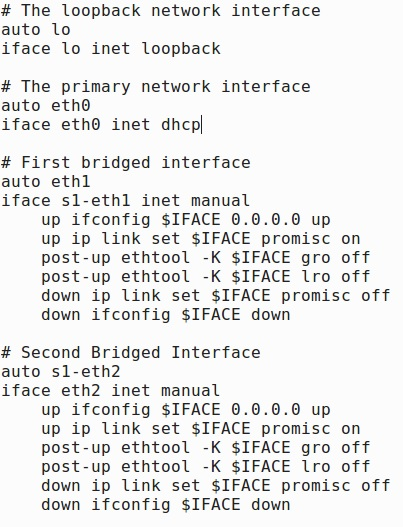 # The loopback network interface
auto lo
iface lo inet loopback
# The primary network interface
auto eth0
iface eth0 inet dhcp
# First bridged interface
auto eth1
iface s1-eth1 inet manual
up ifconfig $IFACE 0.0.0.0 up
up ip link set $IFACE promisc on
post-up ethtool -K $IFACE gro off
post-up ethtool -K $IFACE lro off
down ip link set $IFACE promisc off
down ifconfig $IFACE down
# Second Bridged Interface
auto s1-eth2
iface eth2 inet manual
up ifconfig $IFACE 0.0.0.0 up
up ip link set $IFACE promisc on
post-up ethtool -K $IFACE gro off
post-up ethtool -K $IFACE lro off
down ip link set $IFACE promisc off
down ifconfig $IFACE down